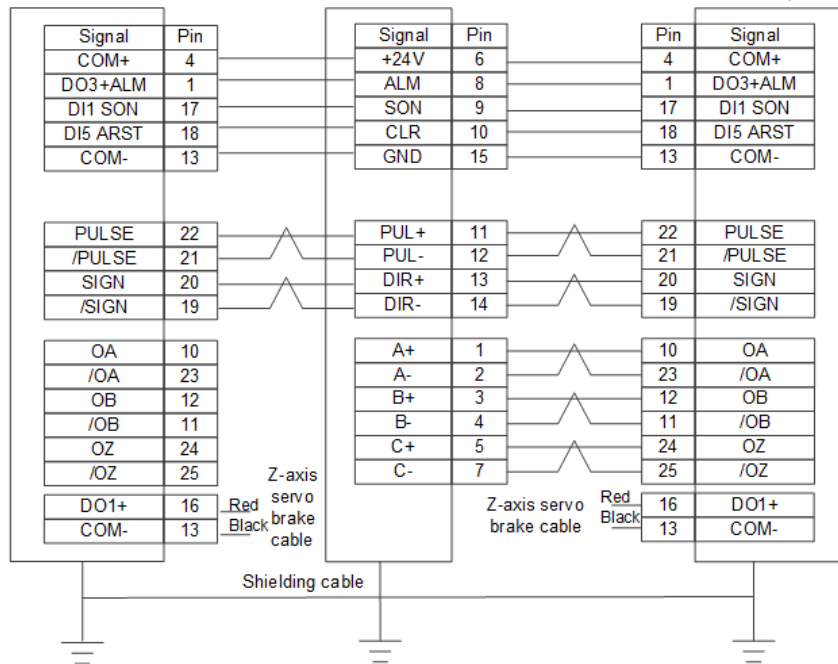 Signal Pin Signal Pin Pin Signal
COM+ 4 +24V 6 4 COM+
DO3+ALM 1 ALM 8 1 DO3+ALM
DI1 SON 17 SON 9 17 DI1 SON
DI5 ARST 18 CLR 10 18 DI5 ARST
COM- 13 GND 15 13 COM-
PULSE 22 PUL+ 11 22 PULSE
/PULSE 21 PUL- 12 21 /PULSE
SIGN 20 DIR+ 13 20 SIGN
/SIGN 19 DIR- 14 19 /SIGN
OA 10 A+ 1 10 OA
/OA 23 A- 2 23 /OA
OB 12 B+ 3 12 OB
/OB 11 B- 4 11 /OB
OZ 24 C+ 5 24 OZ
/OZ 25 C- 7 25 /OZ
DO1+ 16 Red
COM- 13 Black
Z-axis
servo
brake
cable
Z-axis servo
brake cable
Red 16 DO1+
Black 13 COM-
Shielding cable